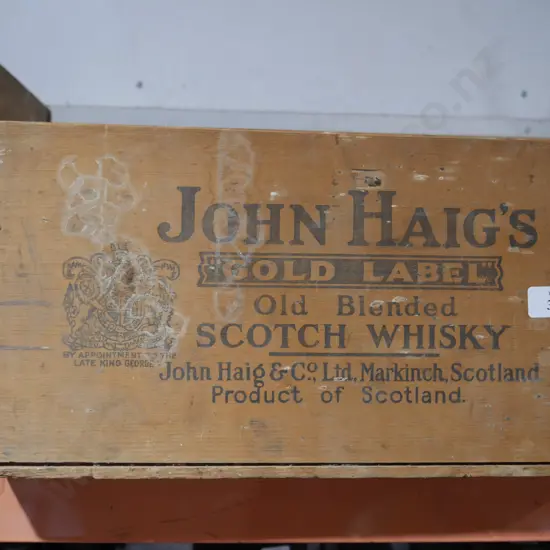 JOHN HAIG'S
"GOLD LABEL"
Old Blended
SCOTCH WHISKY
John Haig & Co. Ltd, Markinch, Scotland
Product of Scotland.
BY APPOINTMENT TO THE
LATE KING GEORGE